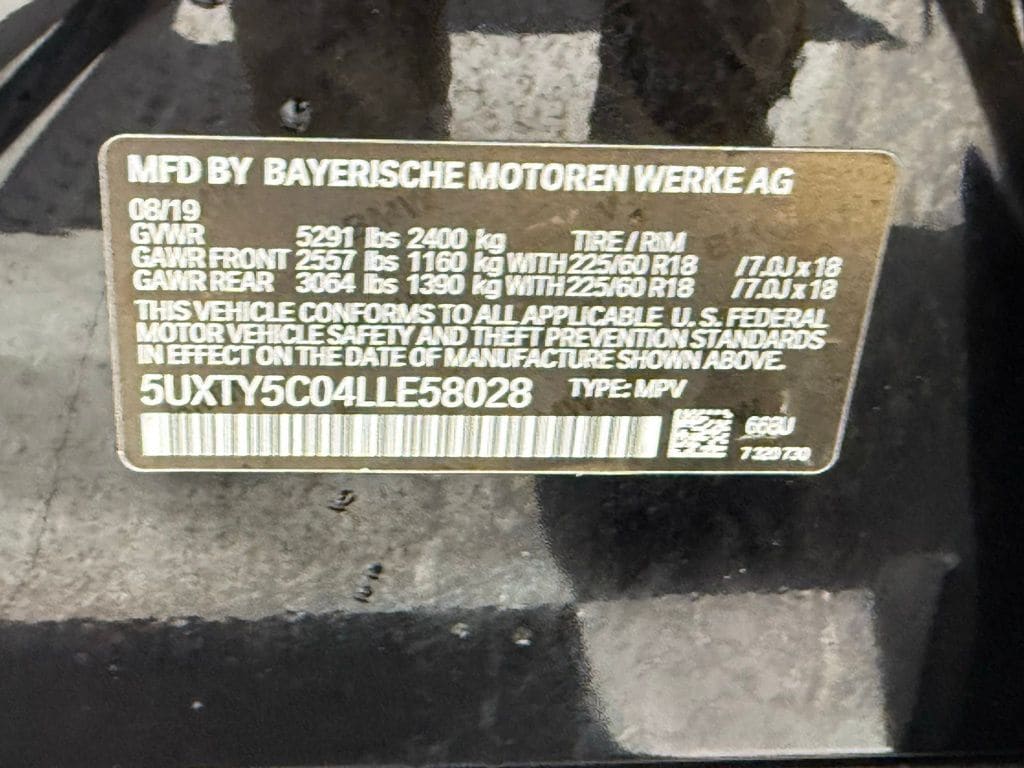 MFD BY BAYERISCHE MOTOREN WERKE AG
08/19
GVWR 5291 lbs 2400 kg TIRE / RIM
GAWR FRONT 2557 lbs 1160 kg WITH 225/60 R18 /7.0J x 18
GAWR REAR 3064 lbs 1390 kg WITH 225/60 R18 /7.0J x 18
THIS VEHICLE CONFORMS TO ALL APPLICABLE U.S. FEDERAL
MOTOR VEHICLE SAFETY AND THEFT PREVENTION STANDARDS
IN EFFECT ON THE DATE OF MANUFACTURE SHOWN ABOVE.
5UXTY5C04LLE58028 TYPE: MPV